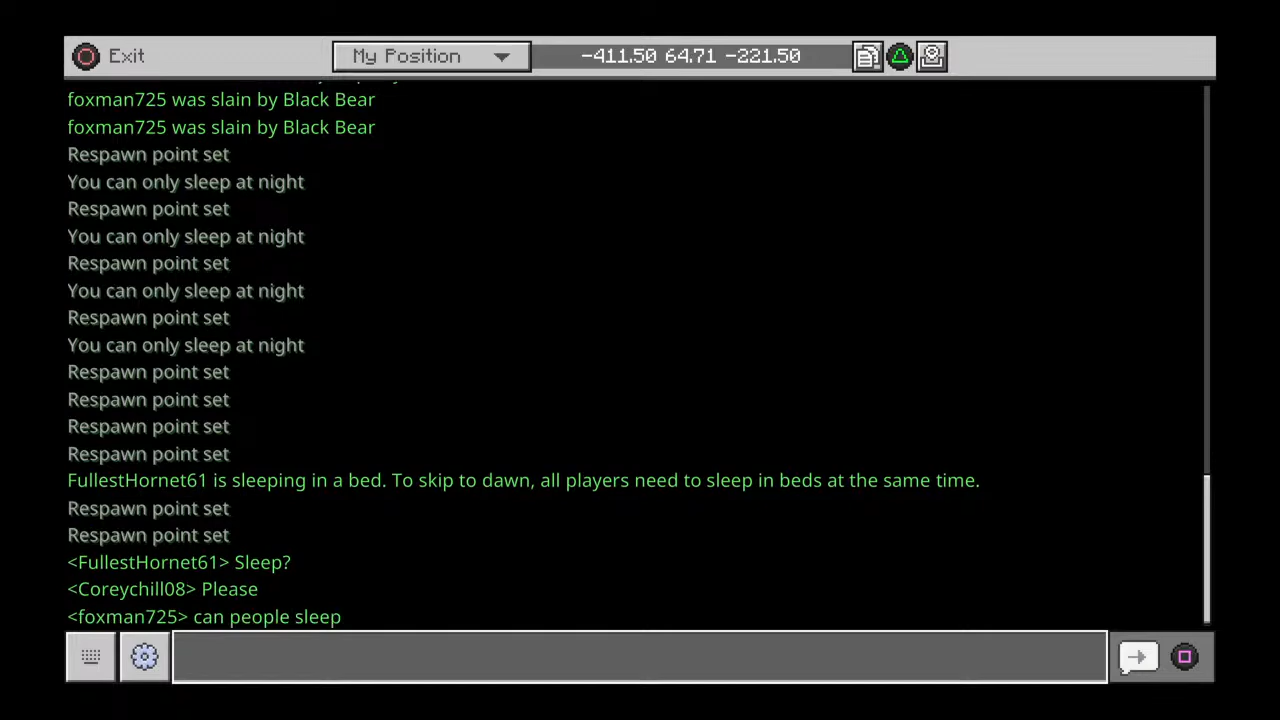 Exit
My Position
-411.50 64.71 -221.50
foxman725 was slain by Black Bear
foxman725 was slain by Black Bear
Respawn point set
You can only sleep at night
Respawn point set
You can only sleep at night
Respawn point set
You can only sleep at night
Respawn point set
You can only sleep at night
Respawn point set
Respawn point set
Respawn point set
Respawn point set
FullestHornet61 is sleeping in a bed. To skip to dawn, all players need to sleep in beds at the same time.
Respawn point set
Respawn point set
<FullestHornet61> Sleep?
<Coreychill08> Please
<foxman725> can people sleep